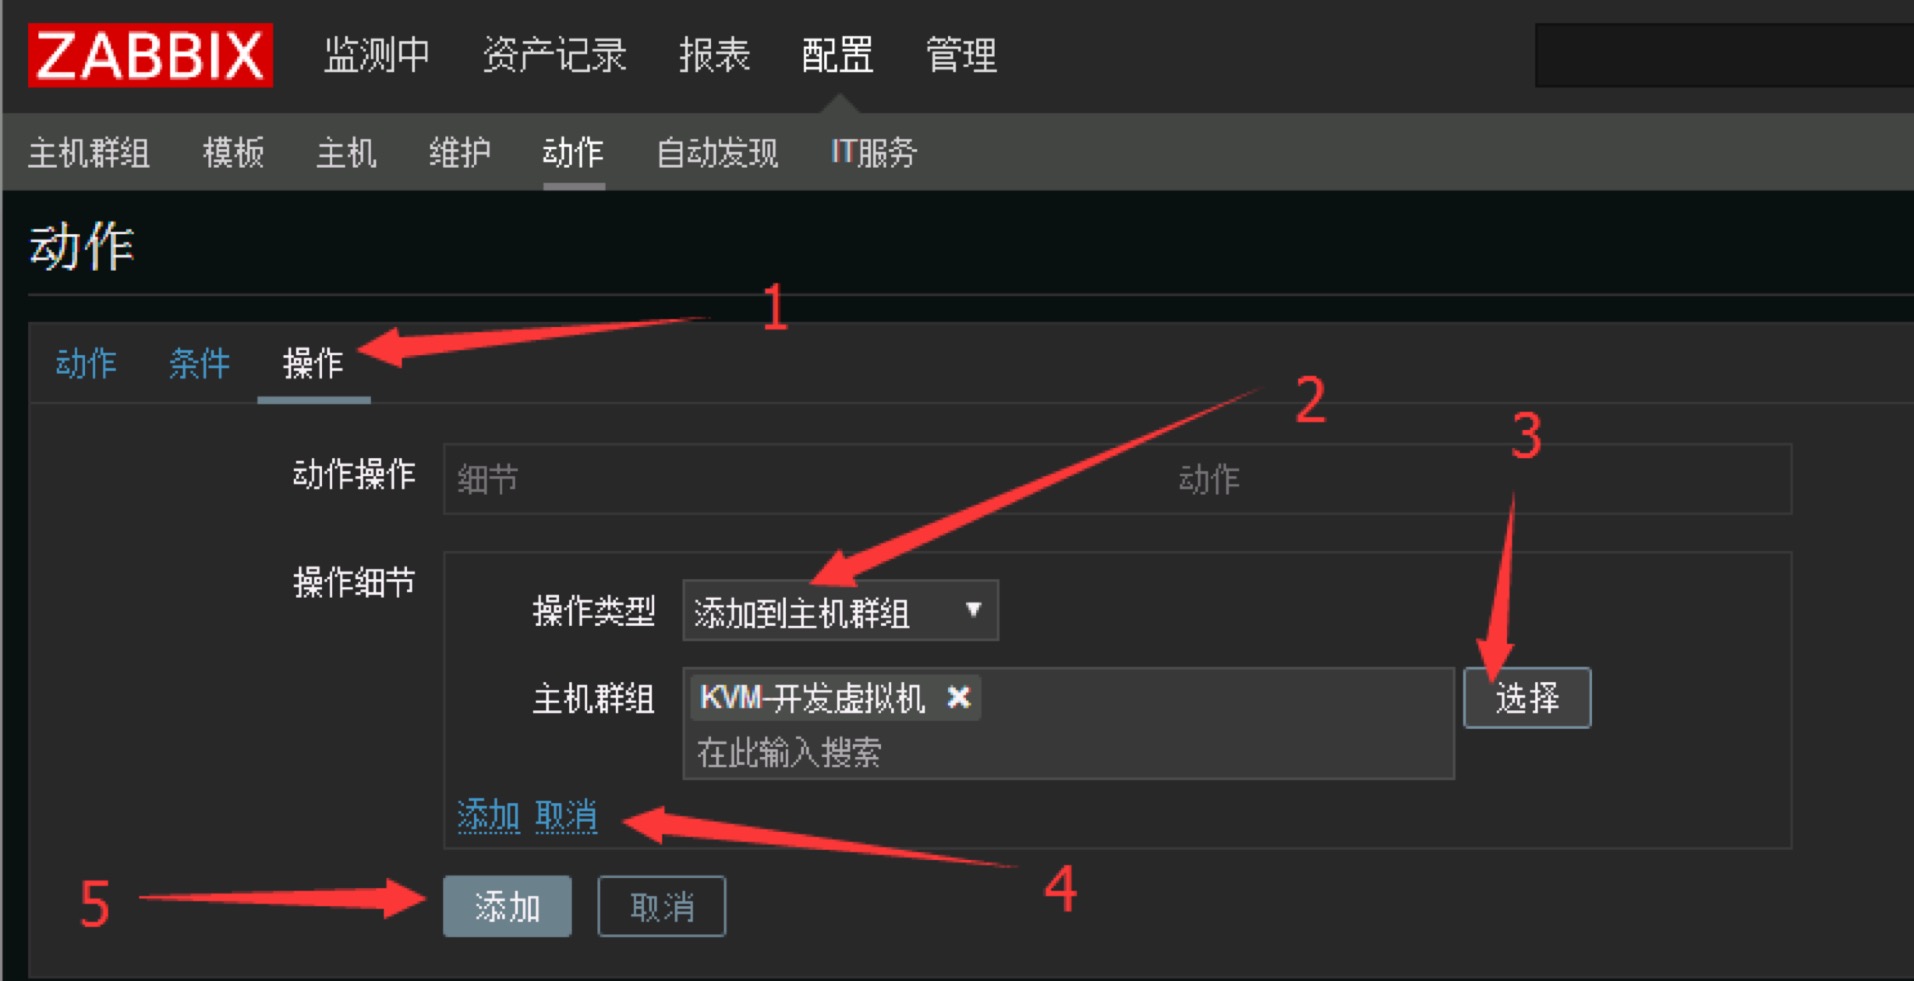 ZABBIX 监测中 资产记录 报表 配置 管理
主机群组 模板 主机 维护 动作 自动发现 IT服务
动作
1
动作 条件 操作
2
3
动作操作 细节 动作
操作细节
操作类型 添加到主机群组
主机群组 KVM-开发虚拟机 选择
在此输入搜索
添加 取消
4
5 添加 取消